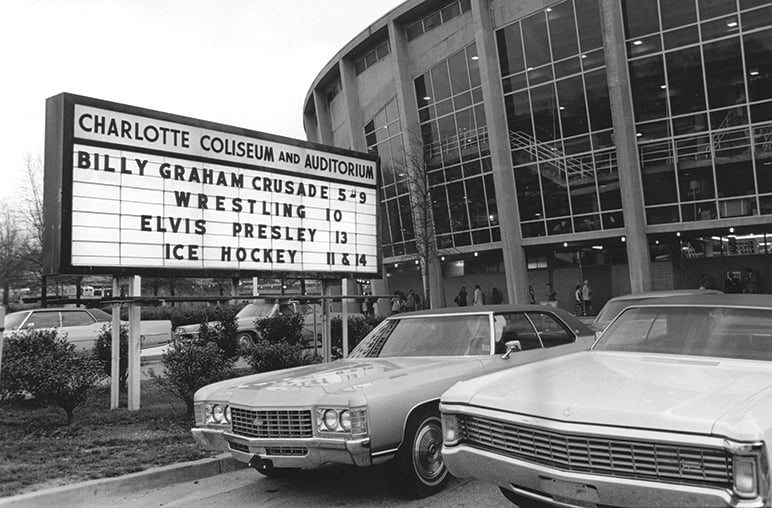 CHARLOTTE COLISEUM AND AUDITORIUM
BILLY GRAHAM CRUSADE 5-9
WRESTLING 10
ELVIS PRESLEY 13
ICE HOCKEY 11 & 14